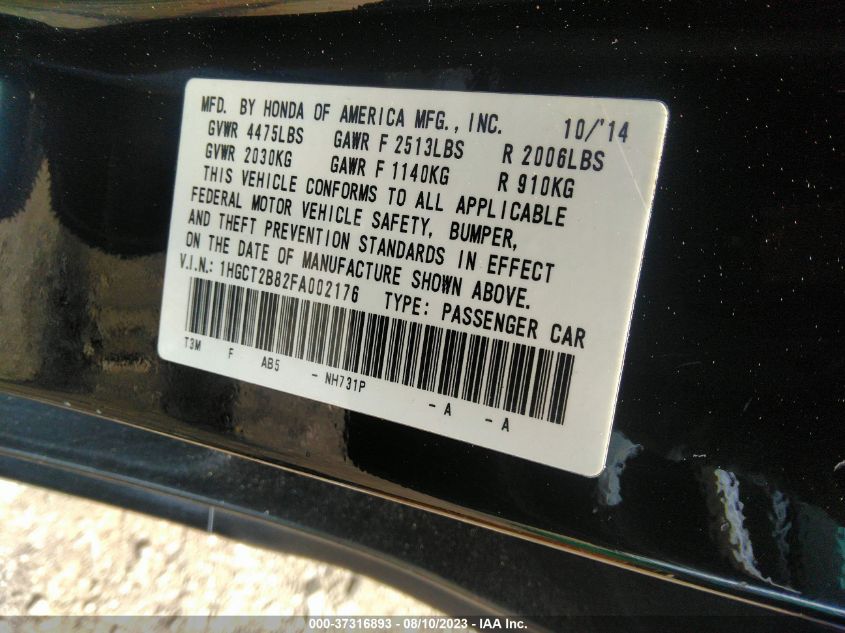 MFD. BY HONDA OF AMERICA MFG., INC. 10/'14
GVWR 4475LBS GAWR F 2513LBS R 2006LBS
GVWR 2030KG GAWR F 1140KG R 910KG
THIS VEHICLE CONFORMS TO ALL APPLICABLE
FEDERAL MOTOR VEHICLE SAFETY, BUMPER,
AND THEFT PREVENTION STANDARDS IN EFFECT
ON THE DATE OF MANUFACTURE SHOWN ABOVE.
V.I.N.: 1HGCT2B82FA002176 TYPE: PASSENGER CAR
T3M F AB5 - NH731P - A - A
000-37316893 - 08/10/2023 - IAA Inc.